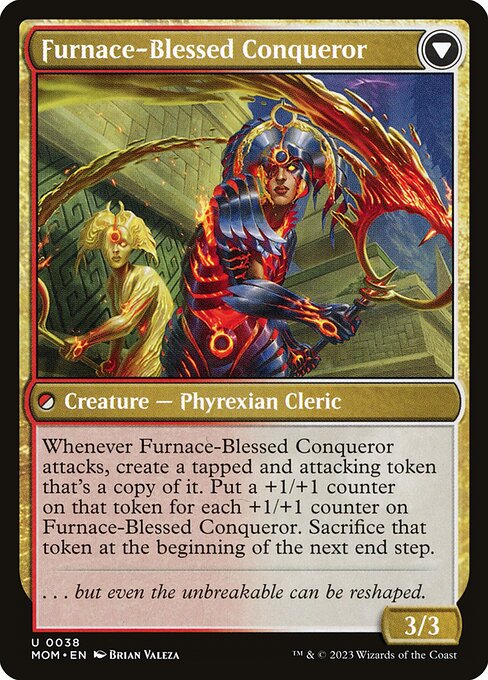 Furnace-Blessed Conqueror
Creature — Phyrexian Cleric
Whenever Furnace-Blessed Conqueror
attacks, create a tapped and attacking token
that's a copy of it. Put a +1/+1 counter
on that token for each +1/+1 counter on
Furnace-Blessed Conqueror. Sacrifice that
token at the beginning of the next end step.
. . . but even the unbreakable can be reshaped.
3/3
U 0038
MOM • EN Brian Valeza
™ & © 2023 Wizards of the Coast